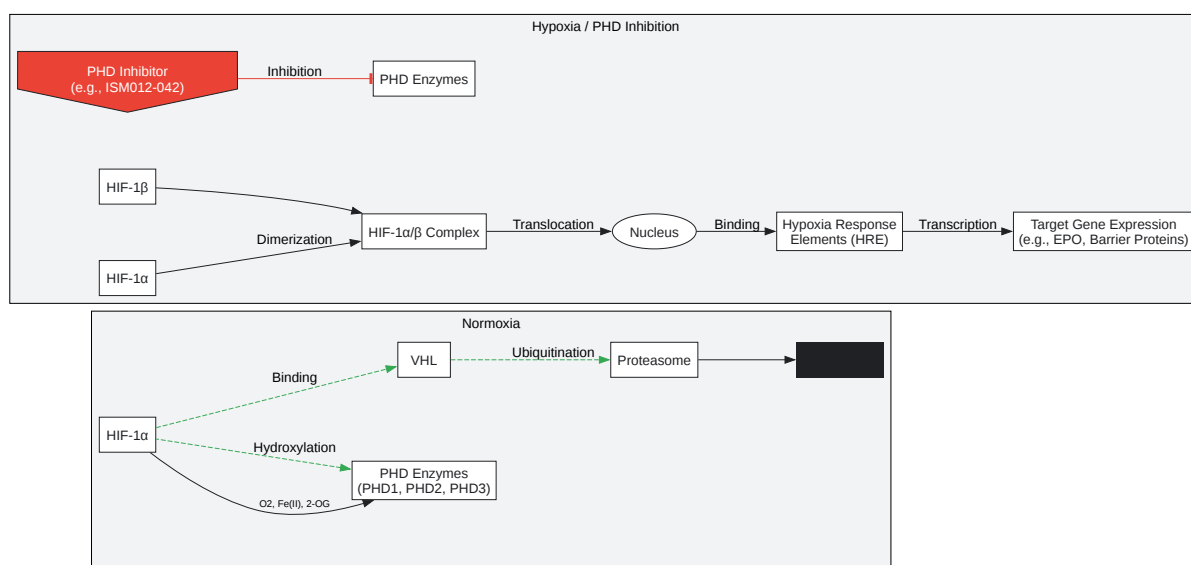 Hypoxia / PHD Inhibition
PHD Inhibitor
(e.g., ISM012-042)
Inhibition
PHD Enzymes
HIF-1β
Dimerization
HIF-1α
HIF-1α/β Complex
Translocation
Nucleus
Binding
Hypoxia Response
Elements (HRE)
Transcription
Target Gene Expression
(e.g., EPO, Barrier Proteins)
Normoxia
HIF-1α
Binding
VHL
Ubiquitination
Proteasome
Hydroxylation
PHD Enzymes
(PHD1, PHD2, PHD3)
O2, Fe(II), 2-OG